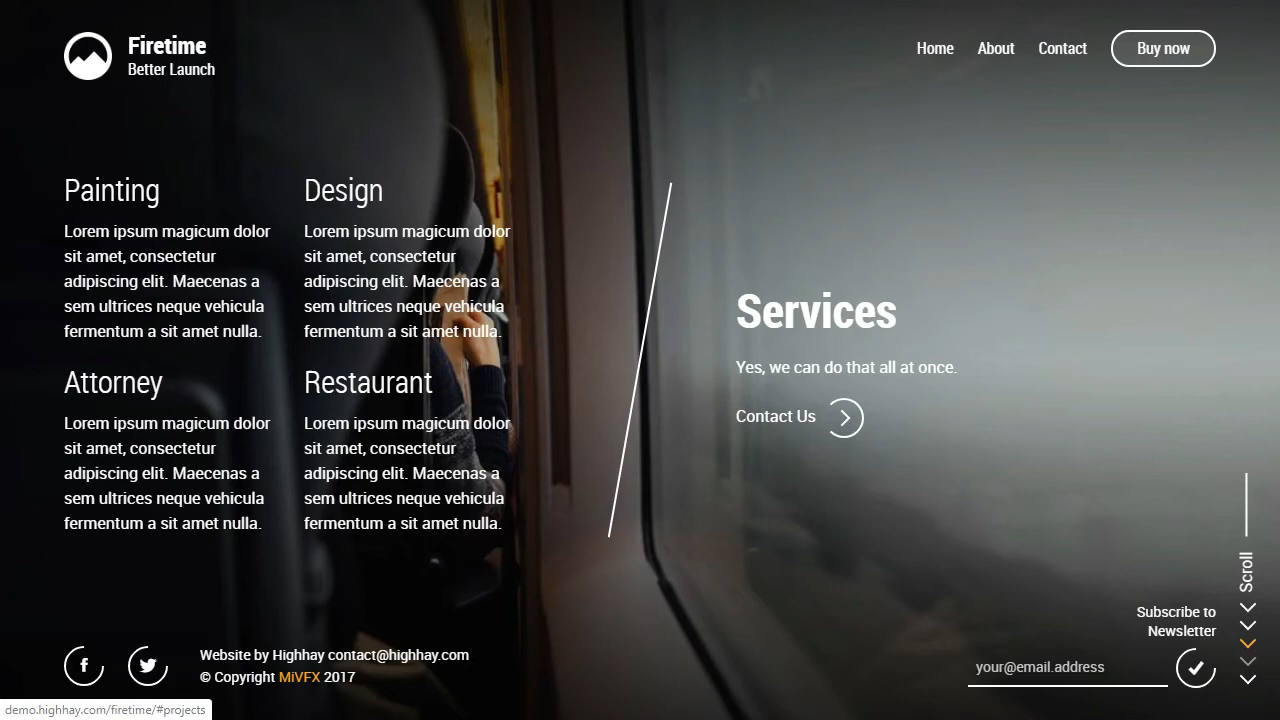 Firetime
Better Launch
Home About Contact Buy now
Painting
Lorem ipsum magicum dolor
sit amet, consectetur
adipiscing elit. Maecenas a
sem ultrices neque vehicula
fermentum a sit amet nulla.
Design
Lorem ipsum magicum dolor
sit amet, consectetur
adipiscing elit. Maecenas a
sem ultrices neque vehicula
fermentum a sit amet nulla.
Attorney
Lorem ipsum magicum dolor
sit amet, consectetur
adipiscing elit. Maecenas a
sem ultrices neque vehicula
fermentum a sit amet nulla.
Restaurant
Lorem ipsum magicum dolor
sit amet, consectetur
adipiscing elit. Maecenas a
sem ultrices neque vehicula
fermentum a sit amet nulla.
Services
Yes, we can do that all at once.
Contact Us
Scroll
Subscribe to
Newsletter
your@email.address
Website by Highhay contact@highhay.com
© Copyright MiVFX 2017
demo.highhay.com/firetime/#projects